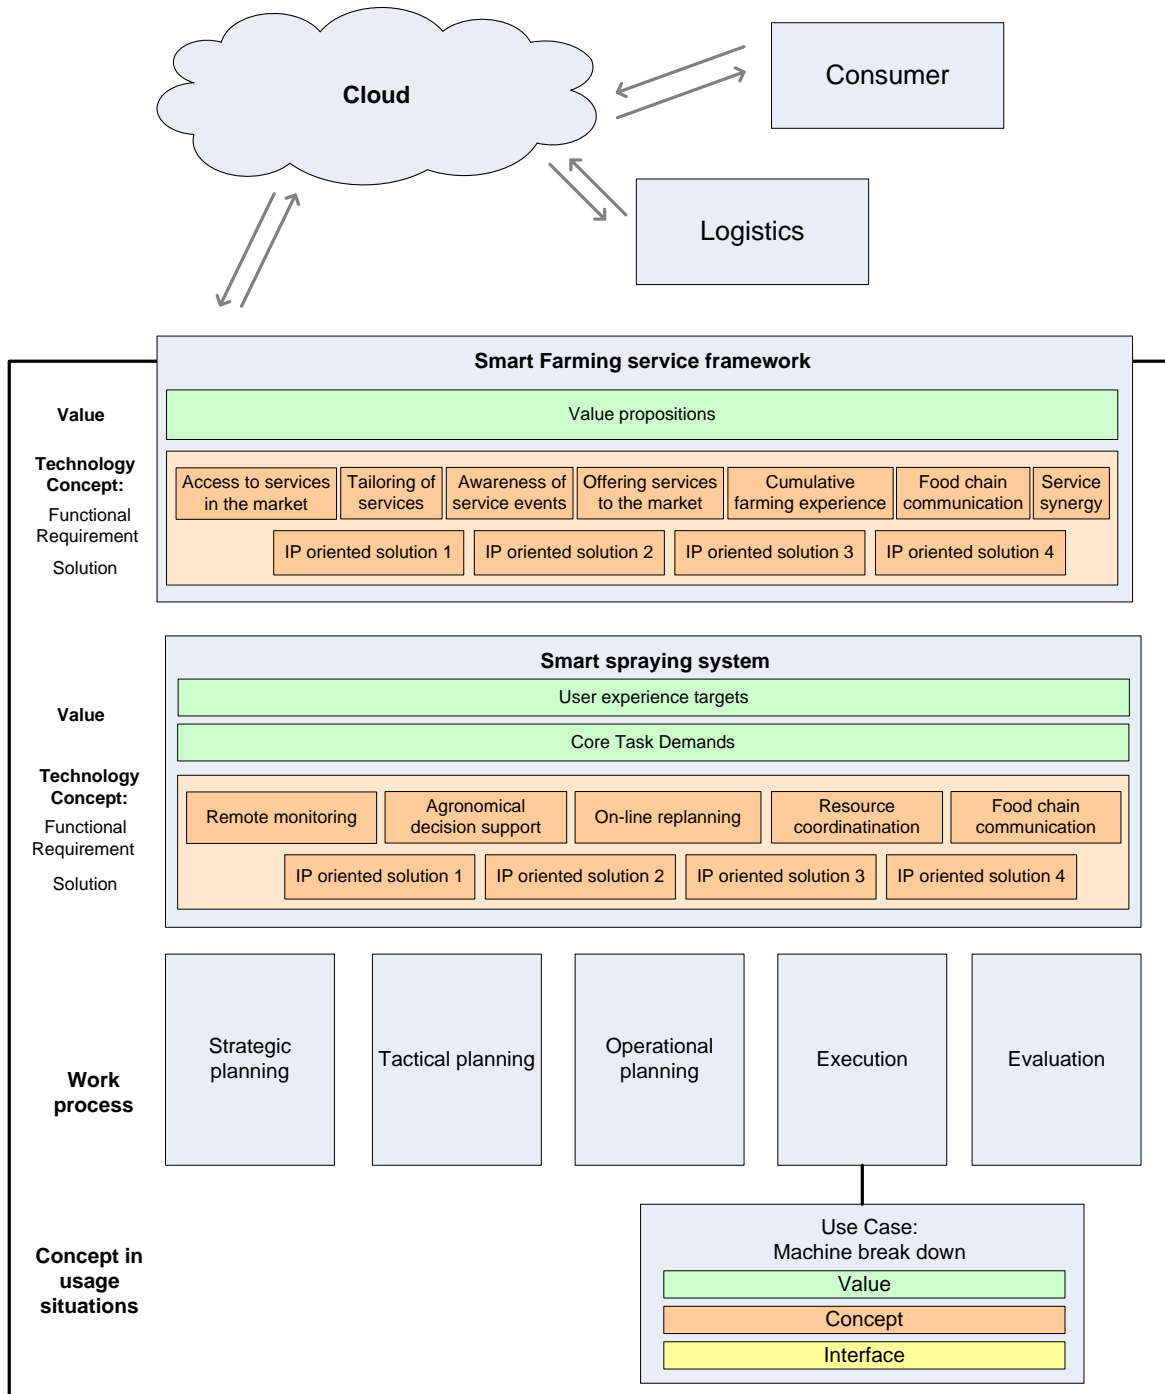 Cloud
Consumer
Logistics
Smart Farming service framework
Value
Value propositions
Technology
Concept:
Functional
Requirement
Solution
Access to services
in the market
Tailoring of
services
Awareness of
service events
Offering services
to the market
Cumulative
farming experience
Food chain
communication
Service
synergy
IP oriented solution 1
IP oriented solution 2
IP oriented solution 3
IP oriented solution 4
Smart spraying system
Value
User experience targets
Core Task Demands
Technology
Concept:
Functional
Requirement
Solution
Remote monitoring
Agronomical
decision support
On-line replanning
Resource
coordinatination
Food chain
communication
IP oriented solution 1
IP oriented solution 2
IP oriented solution 3
IP oriented solution 4
Work
process
Strategic
planning
Tactical planning
Operational
planning
Execution
Evaluation
Concept in
usage
situations
Use Case:
Machine break down
Value
Concept
Interface